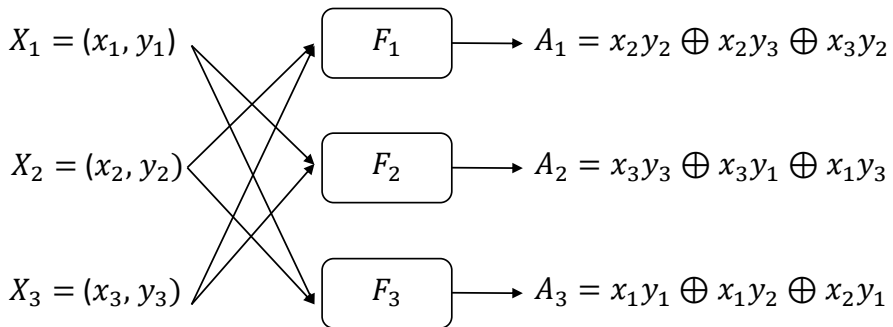 X₁ = (x₁, y₁) F₁ A₁ = x₂y₂ ⊕ x₂y₃ ⊕ x₃y₂
X₂ = (x₂, y₂) F₂ A₂ = x₃y₃ ⊕ x₃y₁ ⊕ x₁y₃
X₃ = (x₃, y₃) F₃ A₃ = x₁y₁ ⊕ x₁y₂ ⊕ x₂y₁